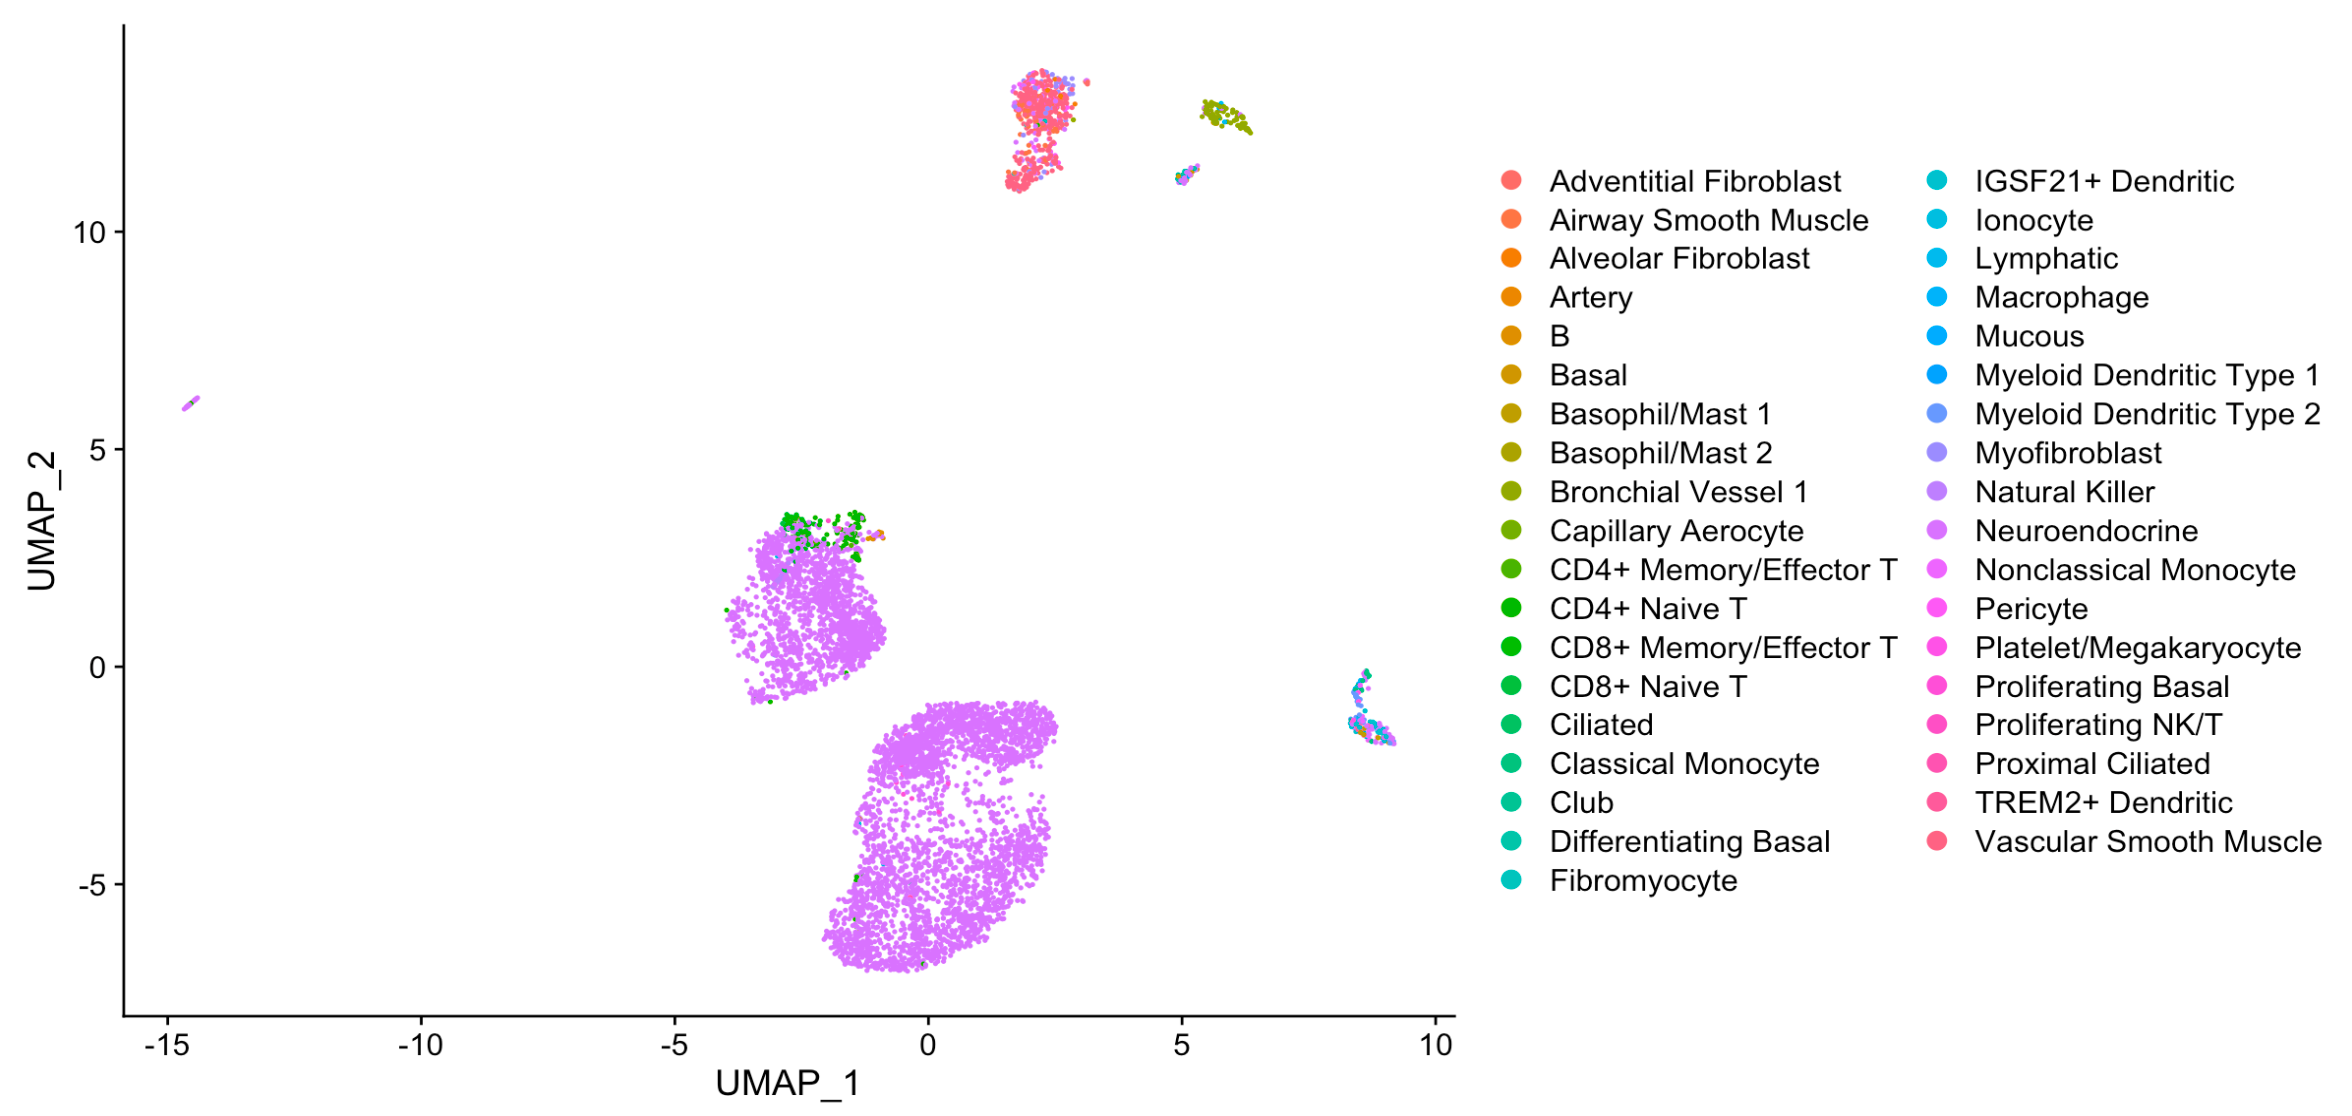 10
5
0
-5
UMAP_2
-15
-10
-5
0
5
10
UMAP_1
Adventitial Fibroblast
Airway Smooth Muscle
Alveolar Fibroblast
Artery
B
Basal
Basophil/Mast 1
Basophil/Mast 2
Bronchial Vessel 1
Capillary Aerocyte
CD4+ Memory/Effector T
CD4+ Naive T
CD8+ Memory/Effector T
CD8+ Naive T
Ciliated
Classical Monocyte
Club
Differentiating Basal
Fibromyocyte
IGSF21+ Dendritic
Ionocyte
Lymphatic
Macrophage
Mucous
Myeloid Dendritic Type 1
Myeloid Dendritic Type 2
Myofibroblast
Natural Killer
Neuroendocrine
Nonclassical Monocyte
Pericyte
Platelet/Megakaryocyte
Proliferating Basal
Proliferating NK/T
Proximal Ciliated
TREM2+ Dendritic
Vascular Smooth Muscle